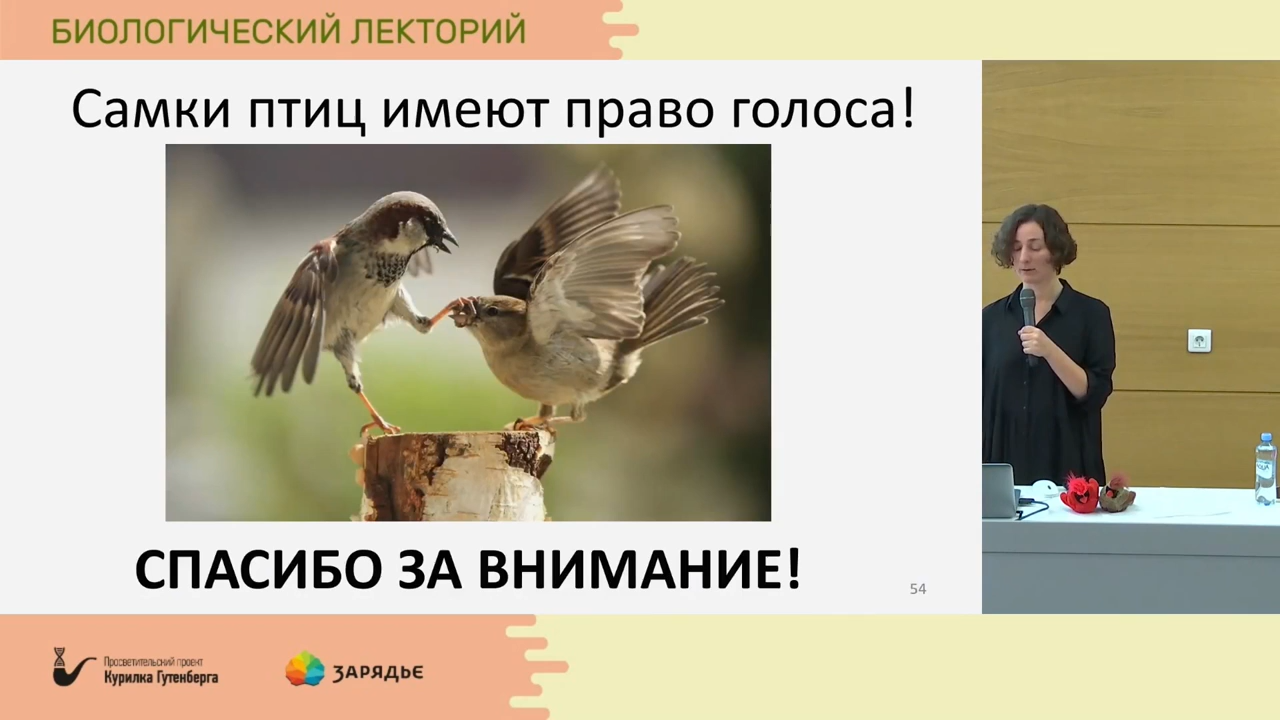 БИОЛОГИЧЕСКИЙ ЛЕКТОРИЙ
Самки птиц имеют право голоса!
СПАСИБО ЗА ВНИМАНИЕ!
54
Просветительский проект
Курилка Гутенберга
ЗАРЯДЬЕ